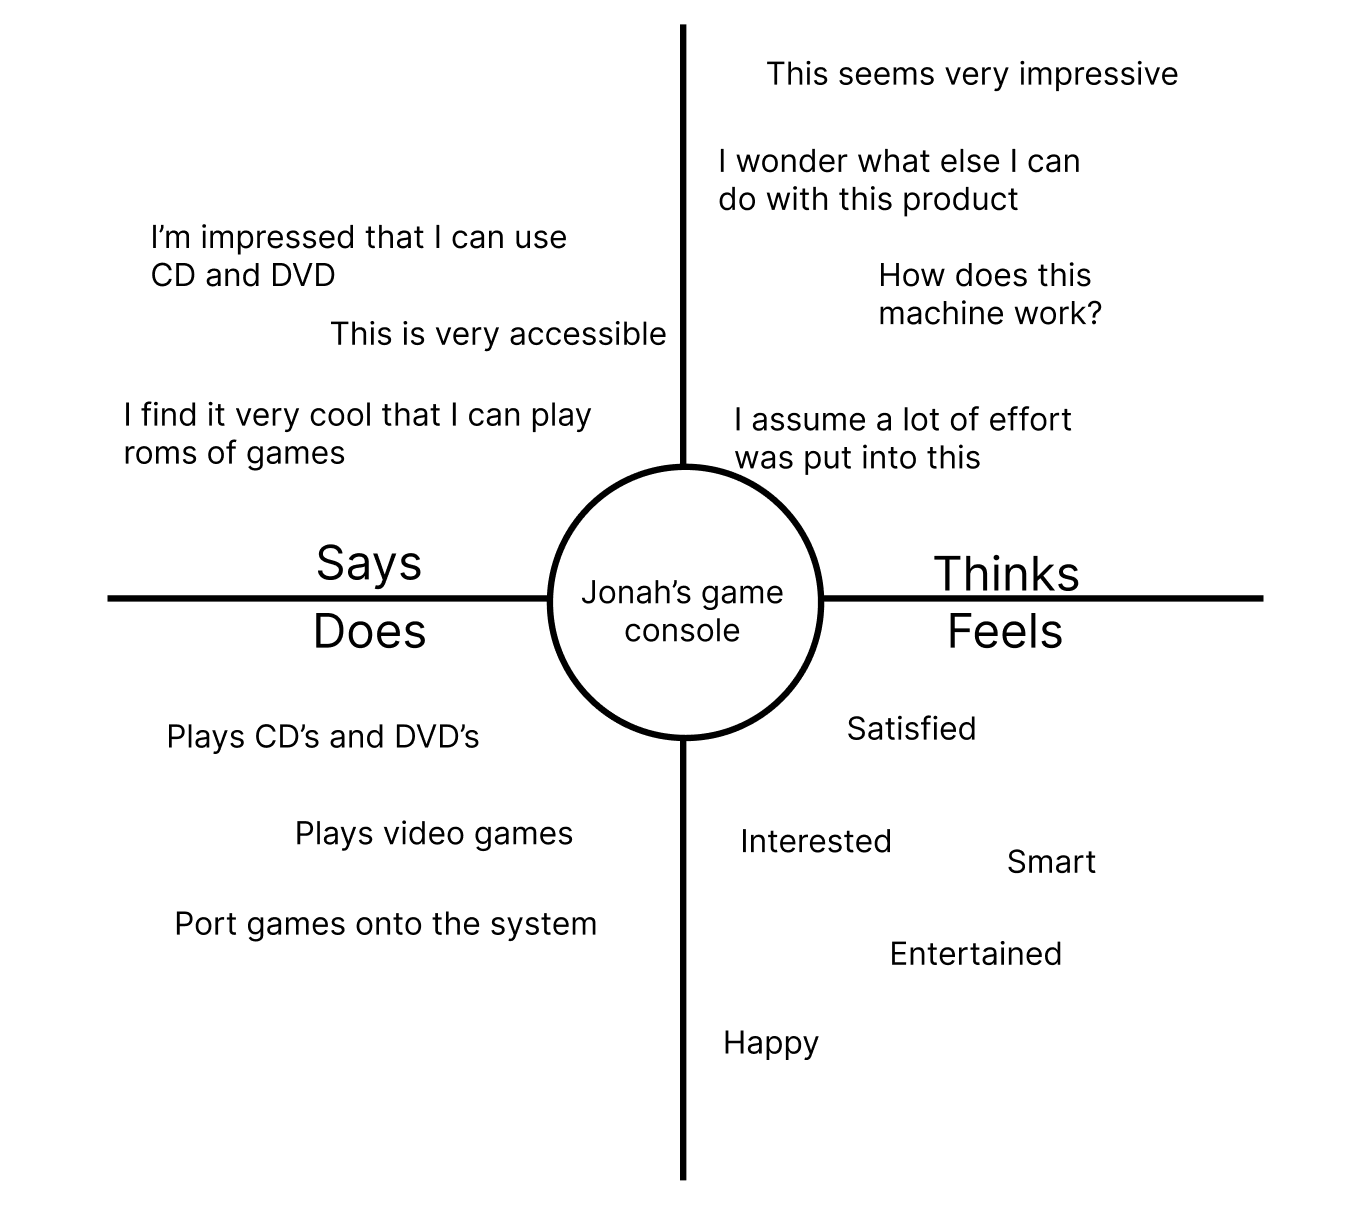 I’m impressed that I can use
CD and DVD
This is very accessible
I find it very cool that I can play
roms of games
Says
This seems very impressive
I wonder what else I can
do with this product
How does this
machine work?
I assume a lot of effort
was put into this
Thinks
Jonah’s game
console
Does
Plays CD’s and DVD’s
Plays video games
Port games onto the system
Feels
Satisfied
Interested
Smart
Entertained
Happy